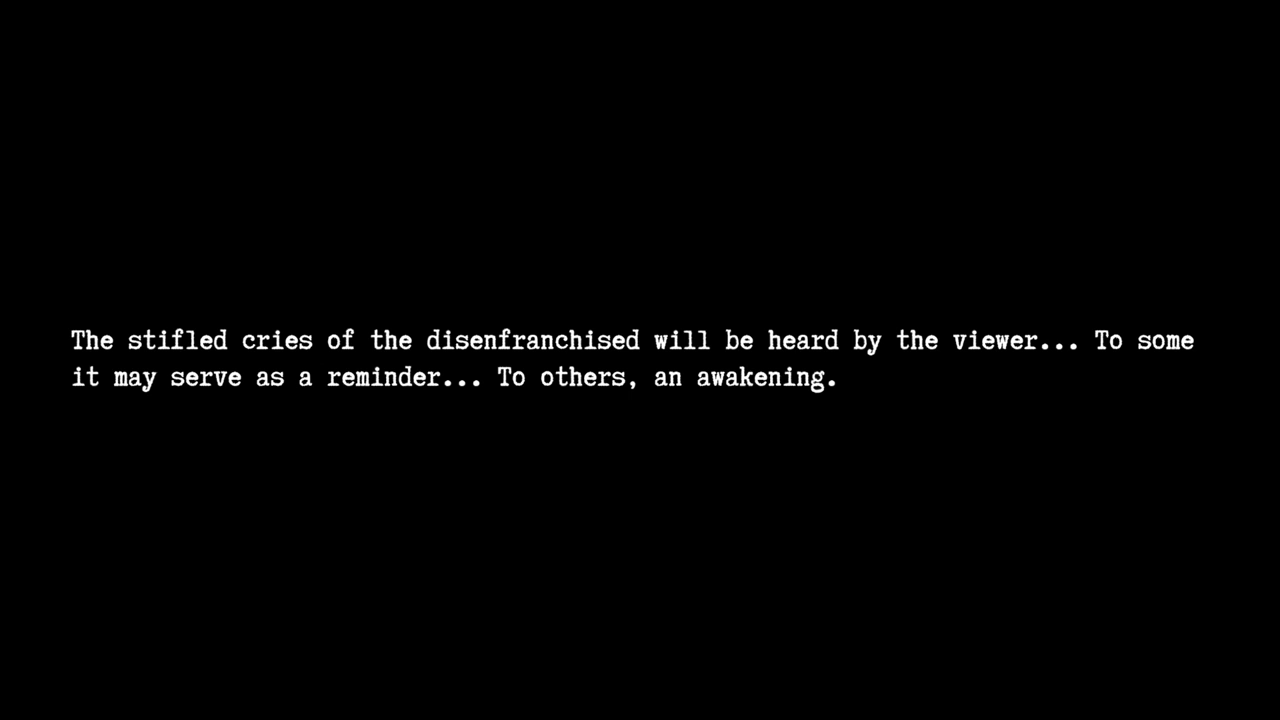 The stifled cries of the disenfranchised will be heard by the viewer... To some
it may serve as a reminder... To others, an awakening.